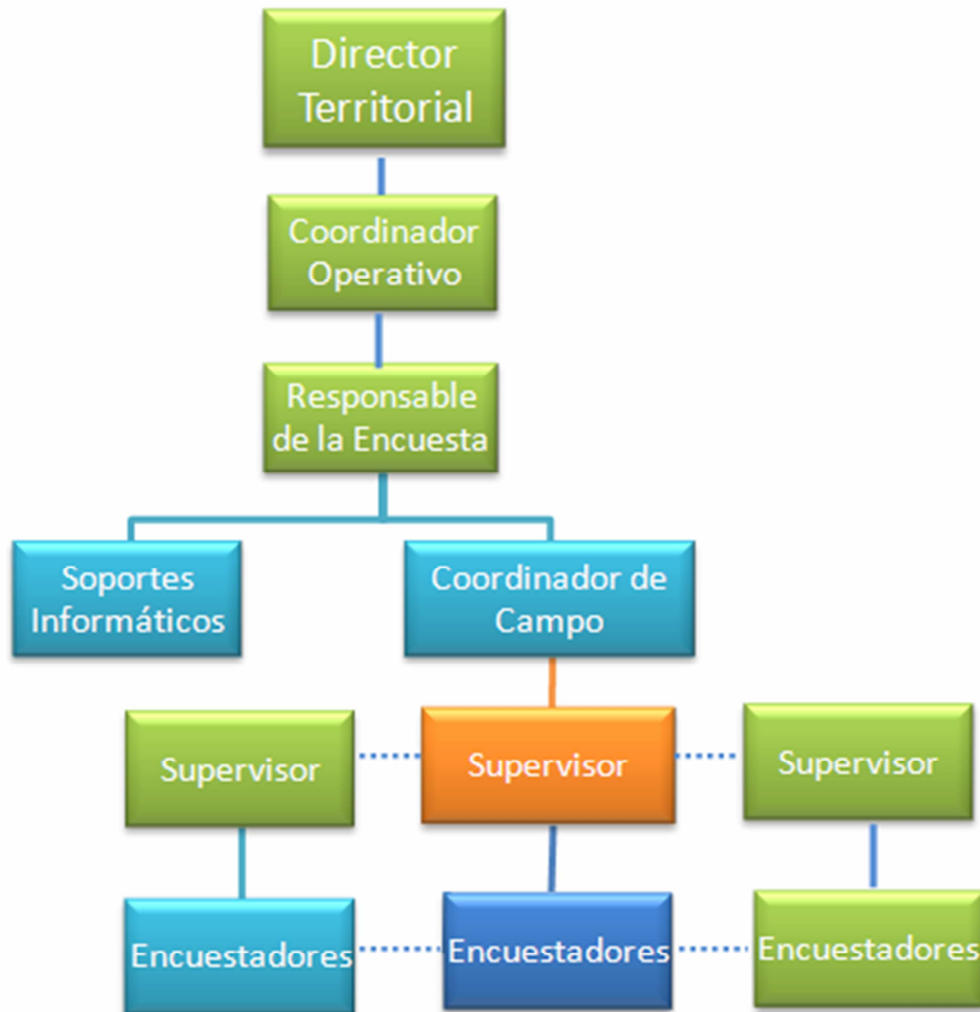 Director
Territorial
Coordinador
Operativo
Responsable
de la Encuesta
Soportes
Informáticos
Coordinador de
Campo
Supervisor
Supervisor
Supervisor
Encuestadores
Encuestadores
Encuestadores